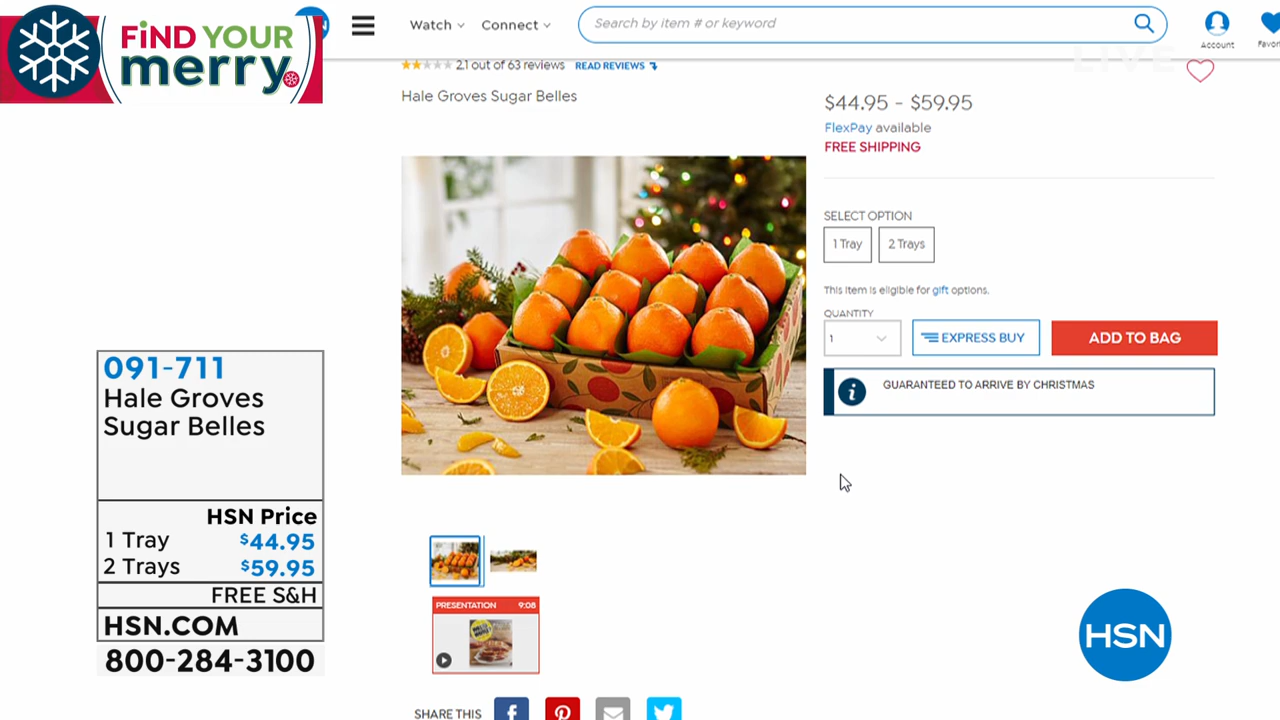 FiND YOUR
merry
Watch
Connect
Search by item # or keyword
Account
LIVE
2.1 out of 63 reviews READ REVIEWS
Hale Groves Sugar Belles
$44.95 - $59.95
FlexPay available
FREE SHIPPING
SELECT OPTION
1 Tray
2 Trays
This item is eligible for gift options.
QUANTITY
1
EXPRESS BUY
ADD TO BAG
GUARANTEED TO ARRIVE BY CHRISTMAS
091-711
Hale Groves
Sugar Belles
HSN Price
1 Tray $44.95
2 Trays $59.95
FREE S&H
HSN.COM
800-284-3100
PRESENTATION 9:08
HSN
SHARE THIS